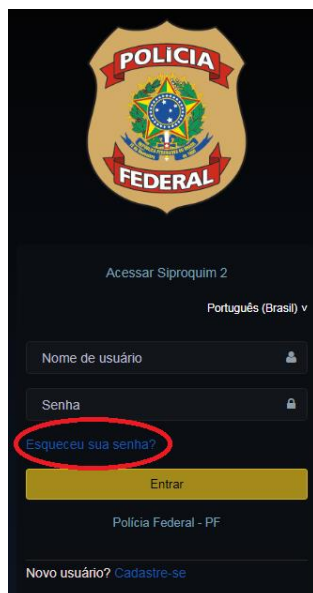 POLÍCIA
FEDERAL
Acessar Siproquim 2
Português (Brasil) v
Nome de usuário
Senha
Esqueceu sua senha?
Entrar
Polícia Federal - PF
Novo usuário? Cadastre-se